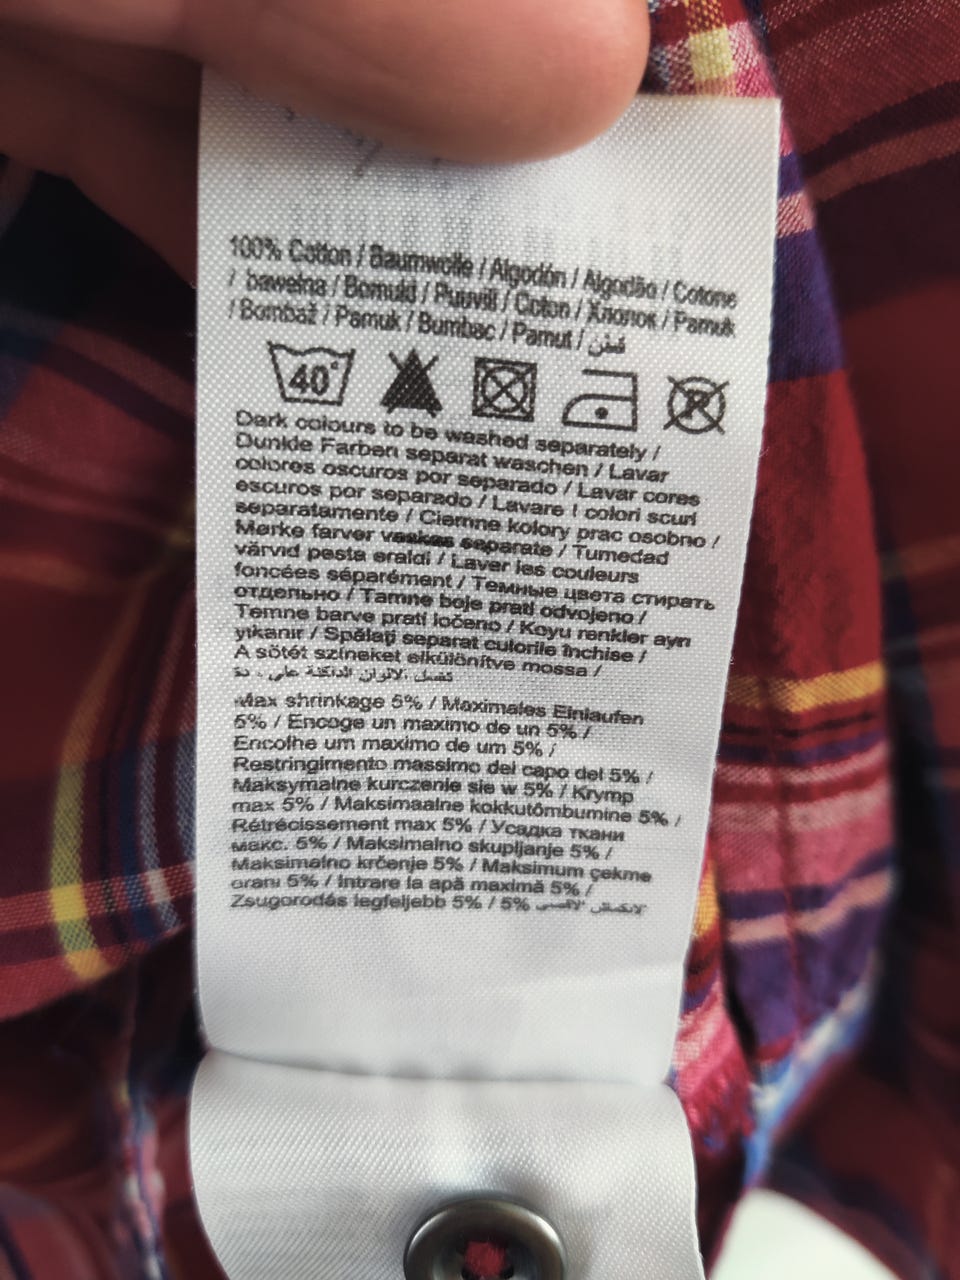 100% Cotton / Baumwolle / Algodón / Algodão / Cotone
/ bawełna / Bomuld / Puuvill / Coton / Хлопок / Pamuk
/ Bombaž / Pamuk / Bumbac / Pamut / قطن
40°
P
Dark colours to be washed separately /
Dunkle Farben separat waschen / Lavar
colores oscuros por separado / Lavar cores
escuros por separado / Lavare I colori scuri
separatamente / Ciemne kolory prac osobno /
Mørke farver vaskes separate / Tumedad
värvid pesta eraldi / Laver les couleurs
foncées séparément / Темные цвета стирать
отдельно / Tamne boje prati odvojeno /
Temne barve prati ločeno / Koyu renkler ayrı
yıkanır / Spălaţi separat culorile închise /
A sötét színeket elkülönítve mossa /
تغسل الالوان الداكنة على
Max shrinkage 5% / Maximales Einlaufen
5% / Encoge un maximo de un 5% /
Encolhe um maximo de um 5% /
Restringimento massimo del capo del 5% /
Maksymalne kurczenie sie w 5% / Krymp
max 5% / Maksimaalne kokkutõmbumine 5% /
Rétrécissement max 5% / Усадка ткани
макс. 5% / Maksimalno skupljanje 5% /
Maksimalno krčenje 5% / Maksimum çekme
oranı 5% / Intrare la apă maximă 5% /
Zsugorodás legfeljebb 5% / 5%